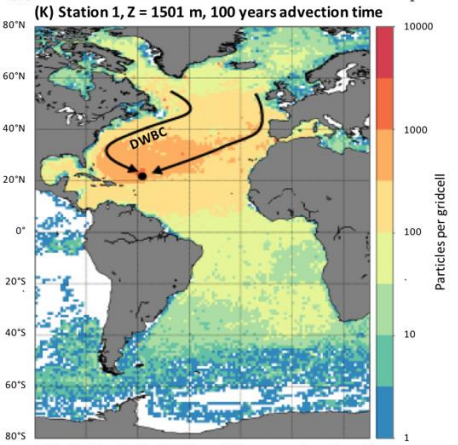 (K) Station 1, Z = 1501 m, 100 years advection time
80°N
60°N
40°N
20°N
0°
20°S
40°S
60°S
80°S
DWBC
10000
1000
100
10
1
Particles per gridcell